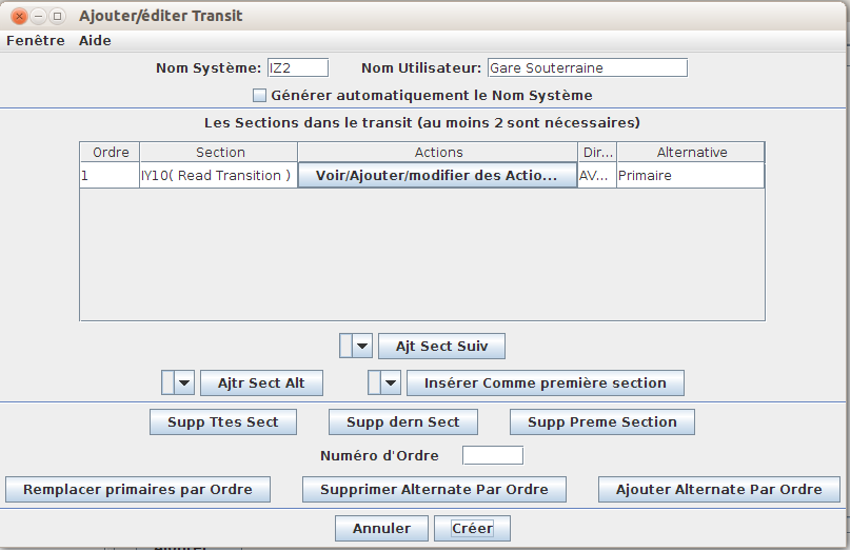 Ajouter/éditer Transit
Fenêtre Aide
Nom Système: IZ2 Nom Utilisateur: Gare Souterraine
Générer automatiquement le Nom Système
Les Sections dans le transit (au moins 2 sont nécessaires)
Ordre Section Actions Dir... Alternative
1 IY10( Read Transition ) Voir/Ajouter/modifier des Actio... AV... Primaire
Ajt Sect Suiv
Ajtr Sect Alt Insérer Comme première section
Supp Ttes Sect Supp dern Sect Supp Preme Section
Numéro d'Ordre
Remplacer primaires par Ordre Supprimer Alternate Par Ordre Ajouter Alternate Par Ordre
Annuler Créer